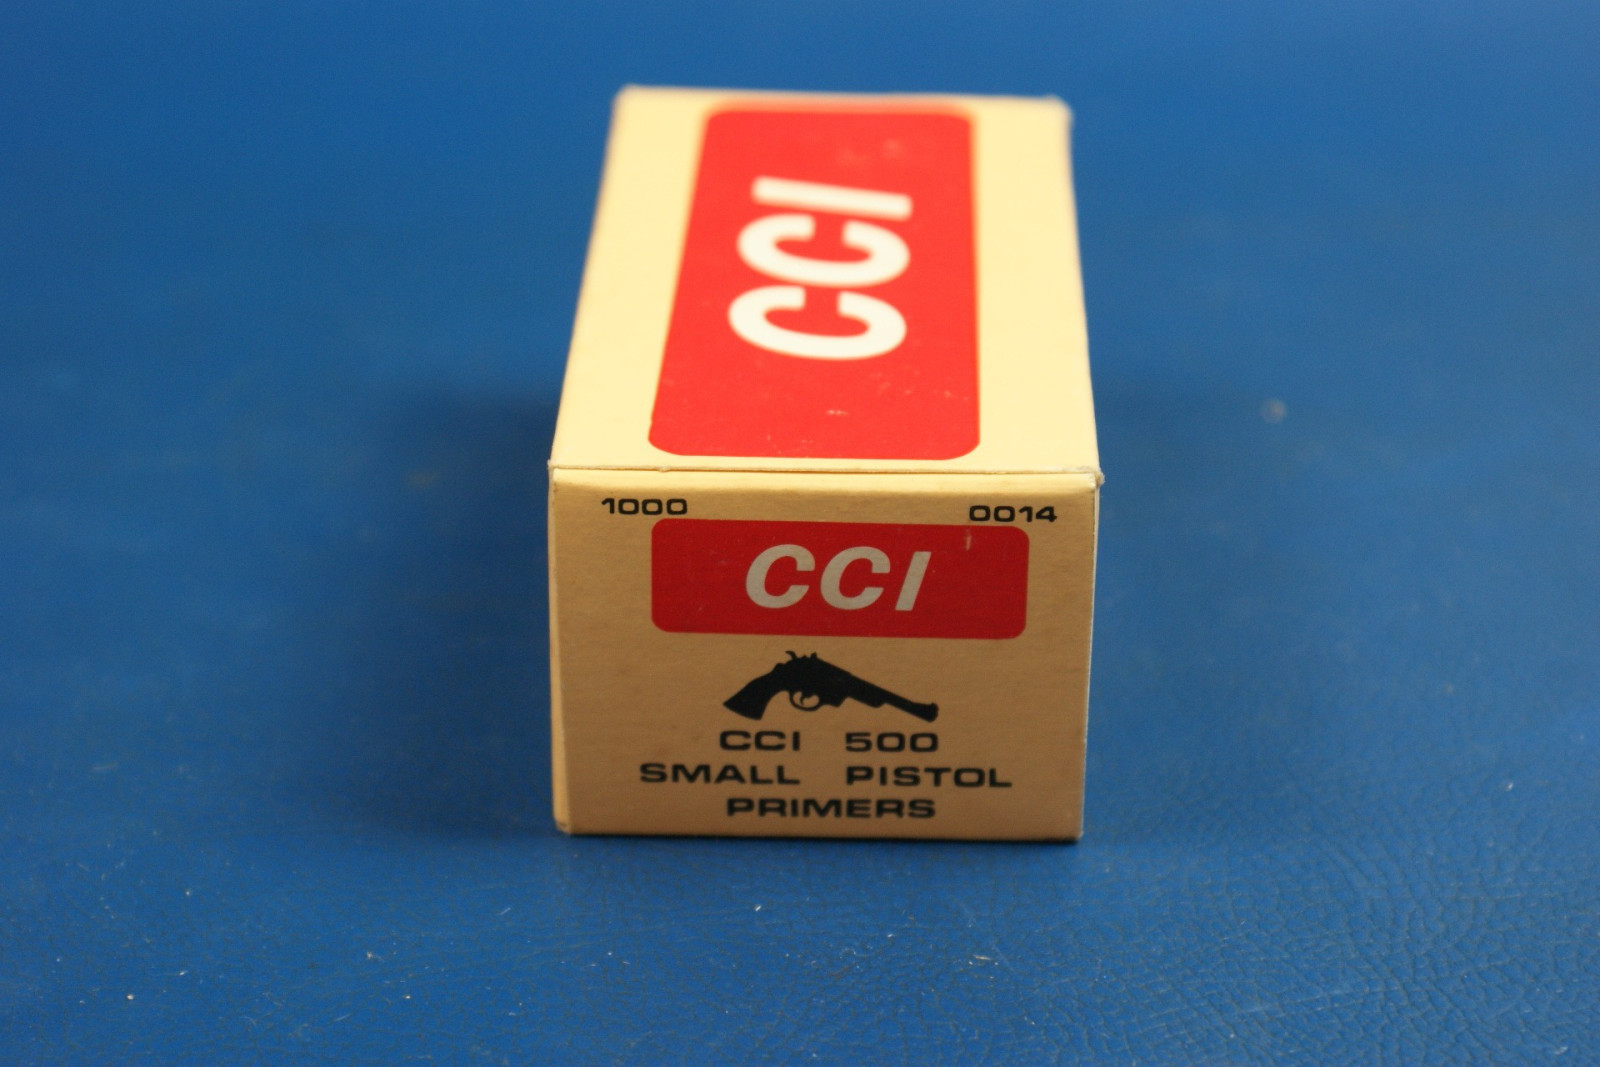 CCI
1000 0014
CCI
CCI 500
SMALL PISTOL
PRIMERS